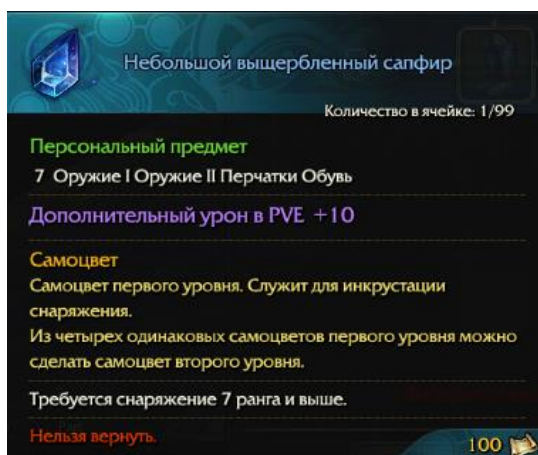 Небольшой выщербленный сапфир
Количество в ячейке: 1/99
Персональный предмет
7 Оружие I Оружие II Перчатки Обувь
Дополнительный урон в PVE +10
Самоцвет
Самоцвет первого уровня. Служит для инкрустации
снаряжения.
Из четырех одинаковых самоцветов первого уровня можно
сделать самоцвет второго уровня.
Требуется снаряжение 7 ранга и выше.
Нельзя вернуть.
100